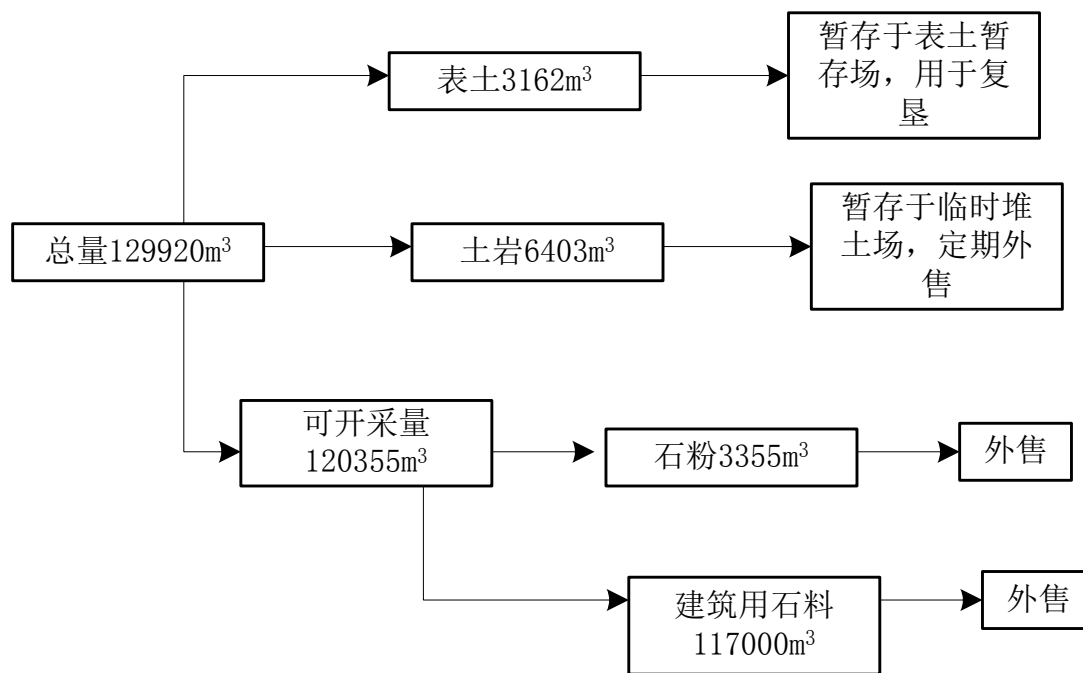 暂存于表土暂
存场，用于复
垦
表土3162m³
暂存于临时堆
土场，定期外
售
总量129920m³
土岩6403m³
可开采量
120355m³
石粉3355m³
外售
建筑用石料
117000m³
外售